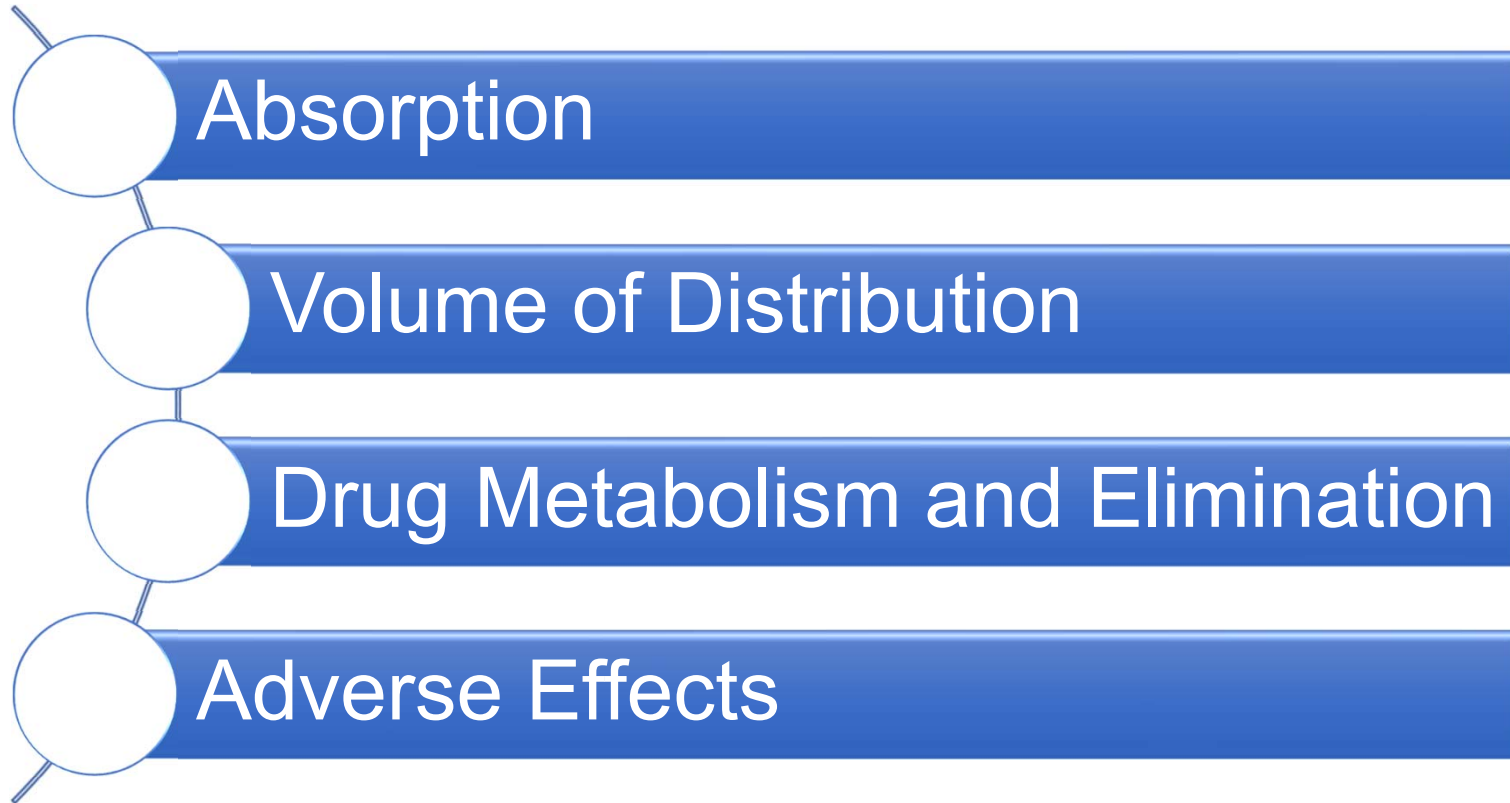 Absorption
Volume of Distribution
Drug Metabolism and Elimination
Adverse Effects